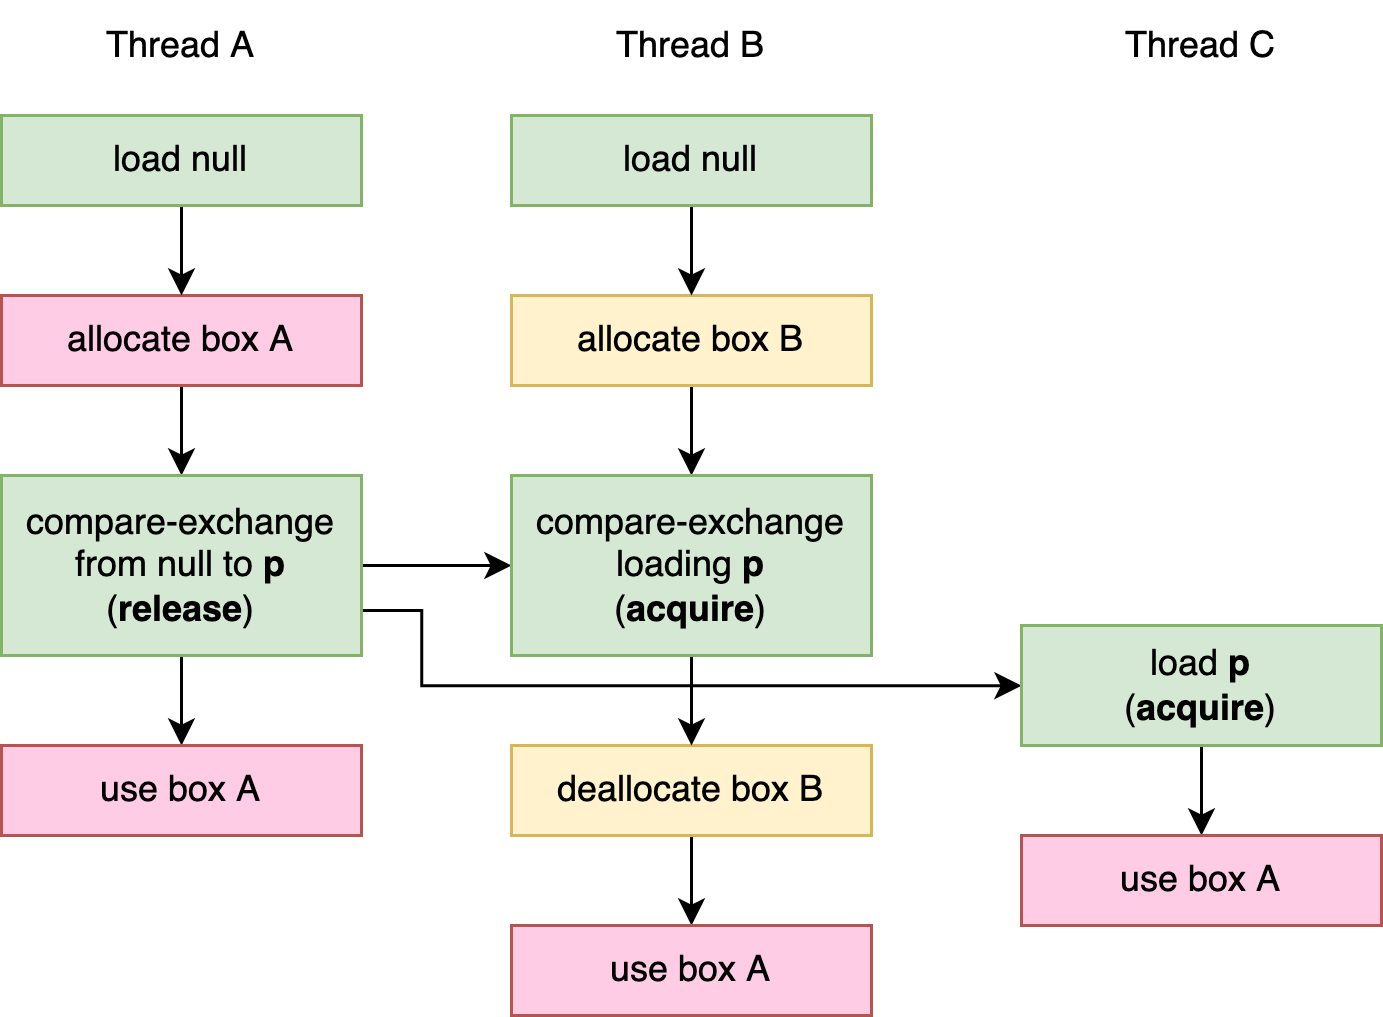 Thread A
Thread B
Thread C
load null
load null
allocate box A
allocate box B
compare-exchange
from null to p
(release)
compare-exchange
loading p
(acquire)
load p
(acquire)
use box A
deallocate box B
use box A
use box A